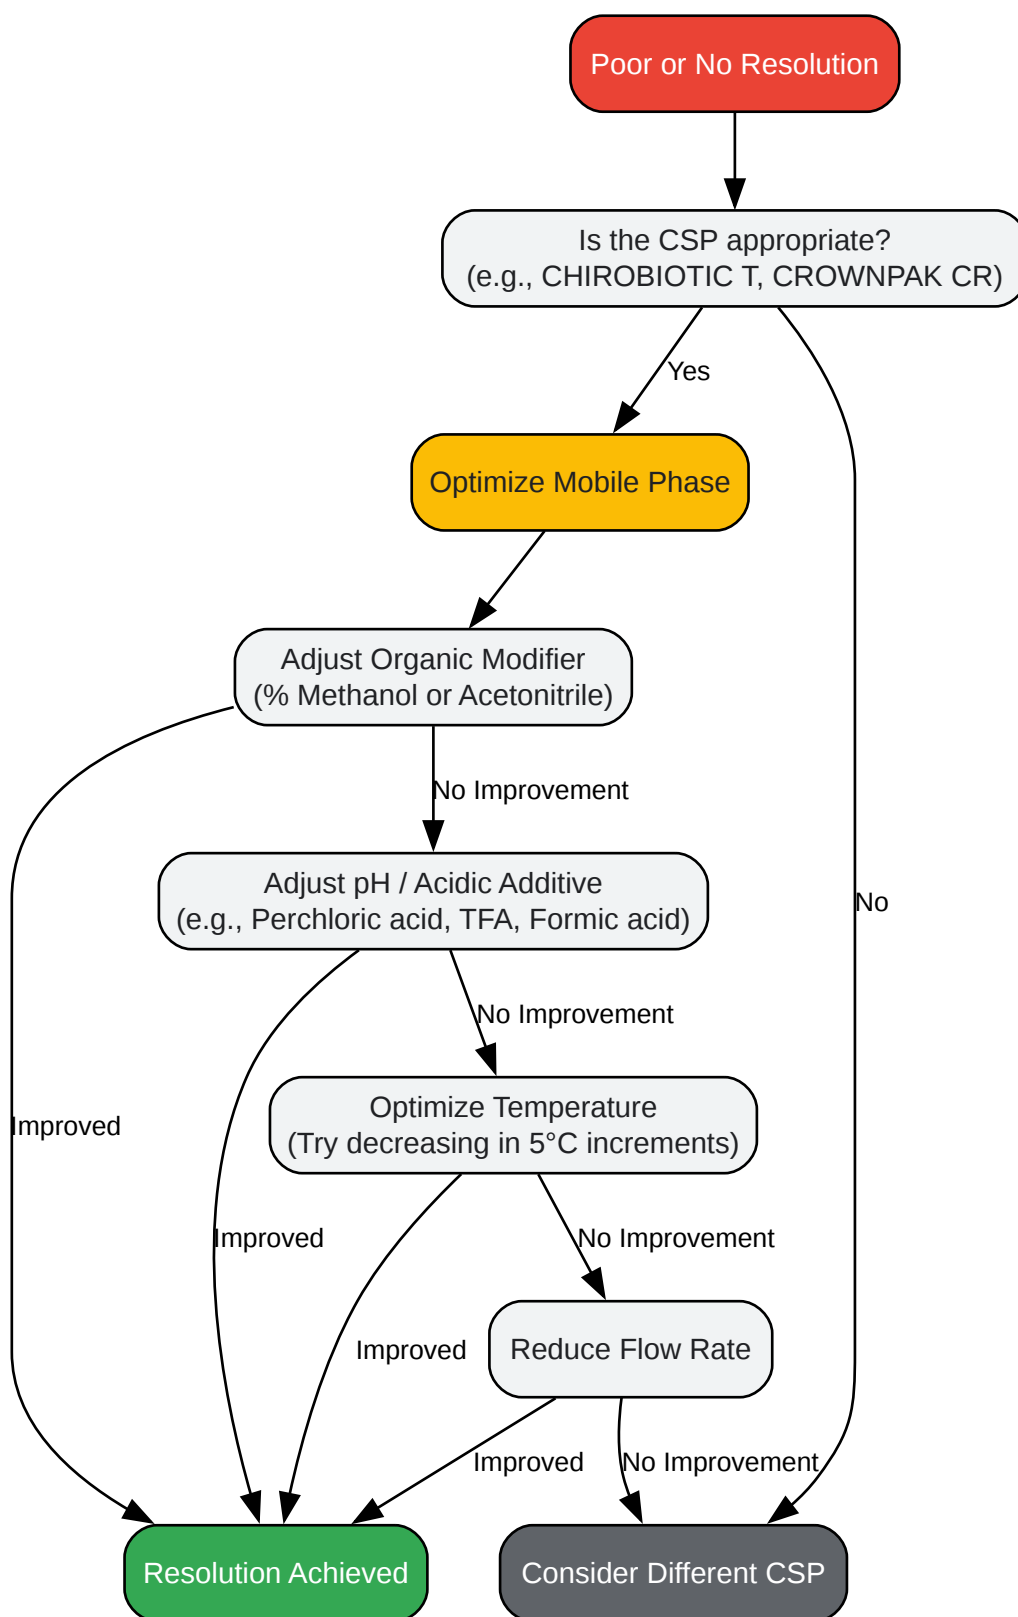 Poor or No Resolution
Is the CSP appropriate?
(e.g., CHIROBIOTIC T, CROWNPAK CR)
Yes
Optimize Mobile Phase
Adjust Organic Modifier
(% Methanol or Acetonitrile)
No Improvement
Adjust pH / Acidic Additive
(e.g., Perchloric acid, TFA, Formic acid)
No
No Improvement
Optimize Temperature
(Try decreasing in 5°C increments)
Improved
Improved
No Improvement
Improved
Reduce Flow Rate
Improved
No Improvement
Resolution Achieved
Consider Different CSP